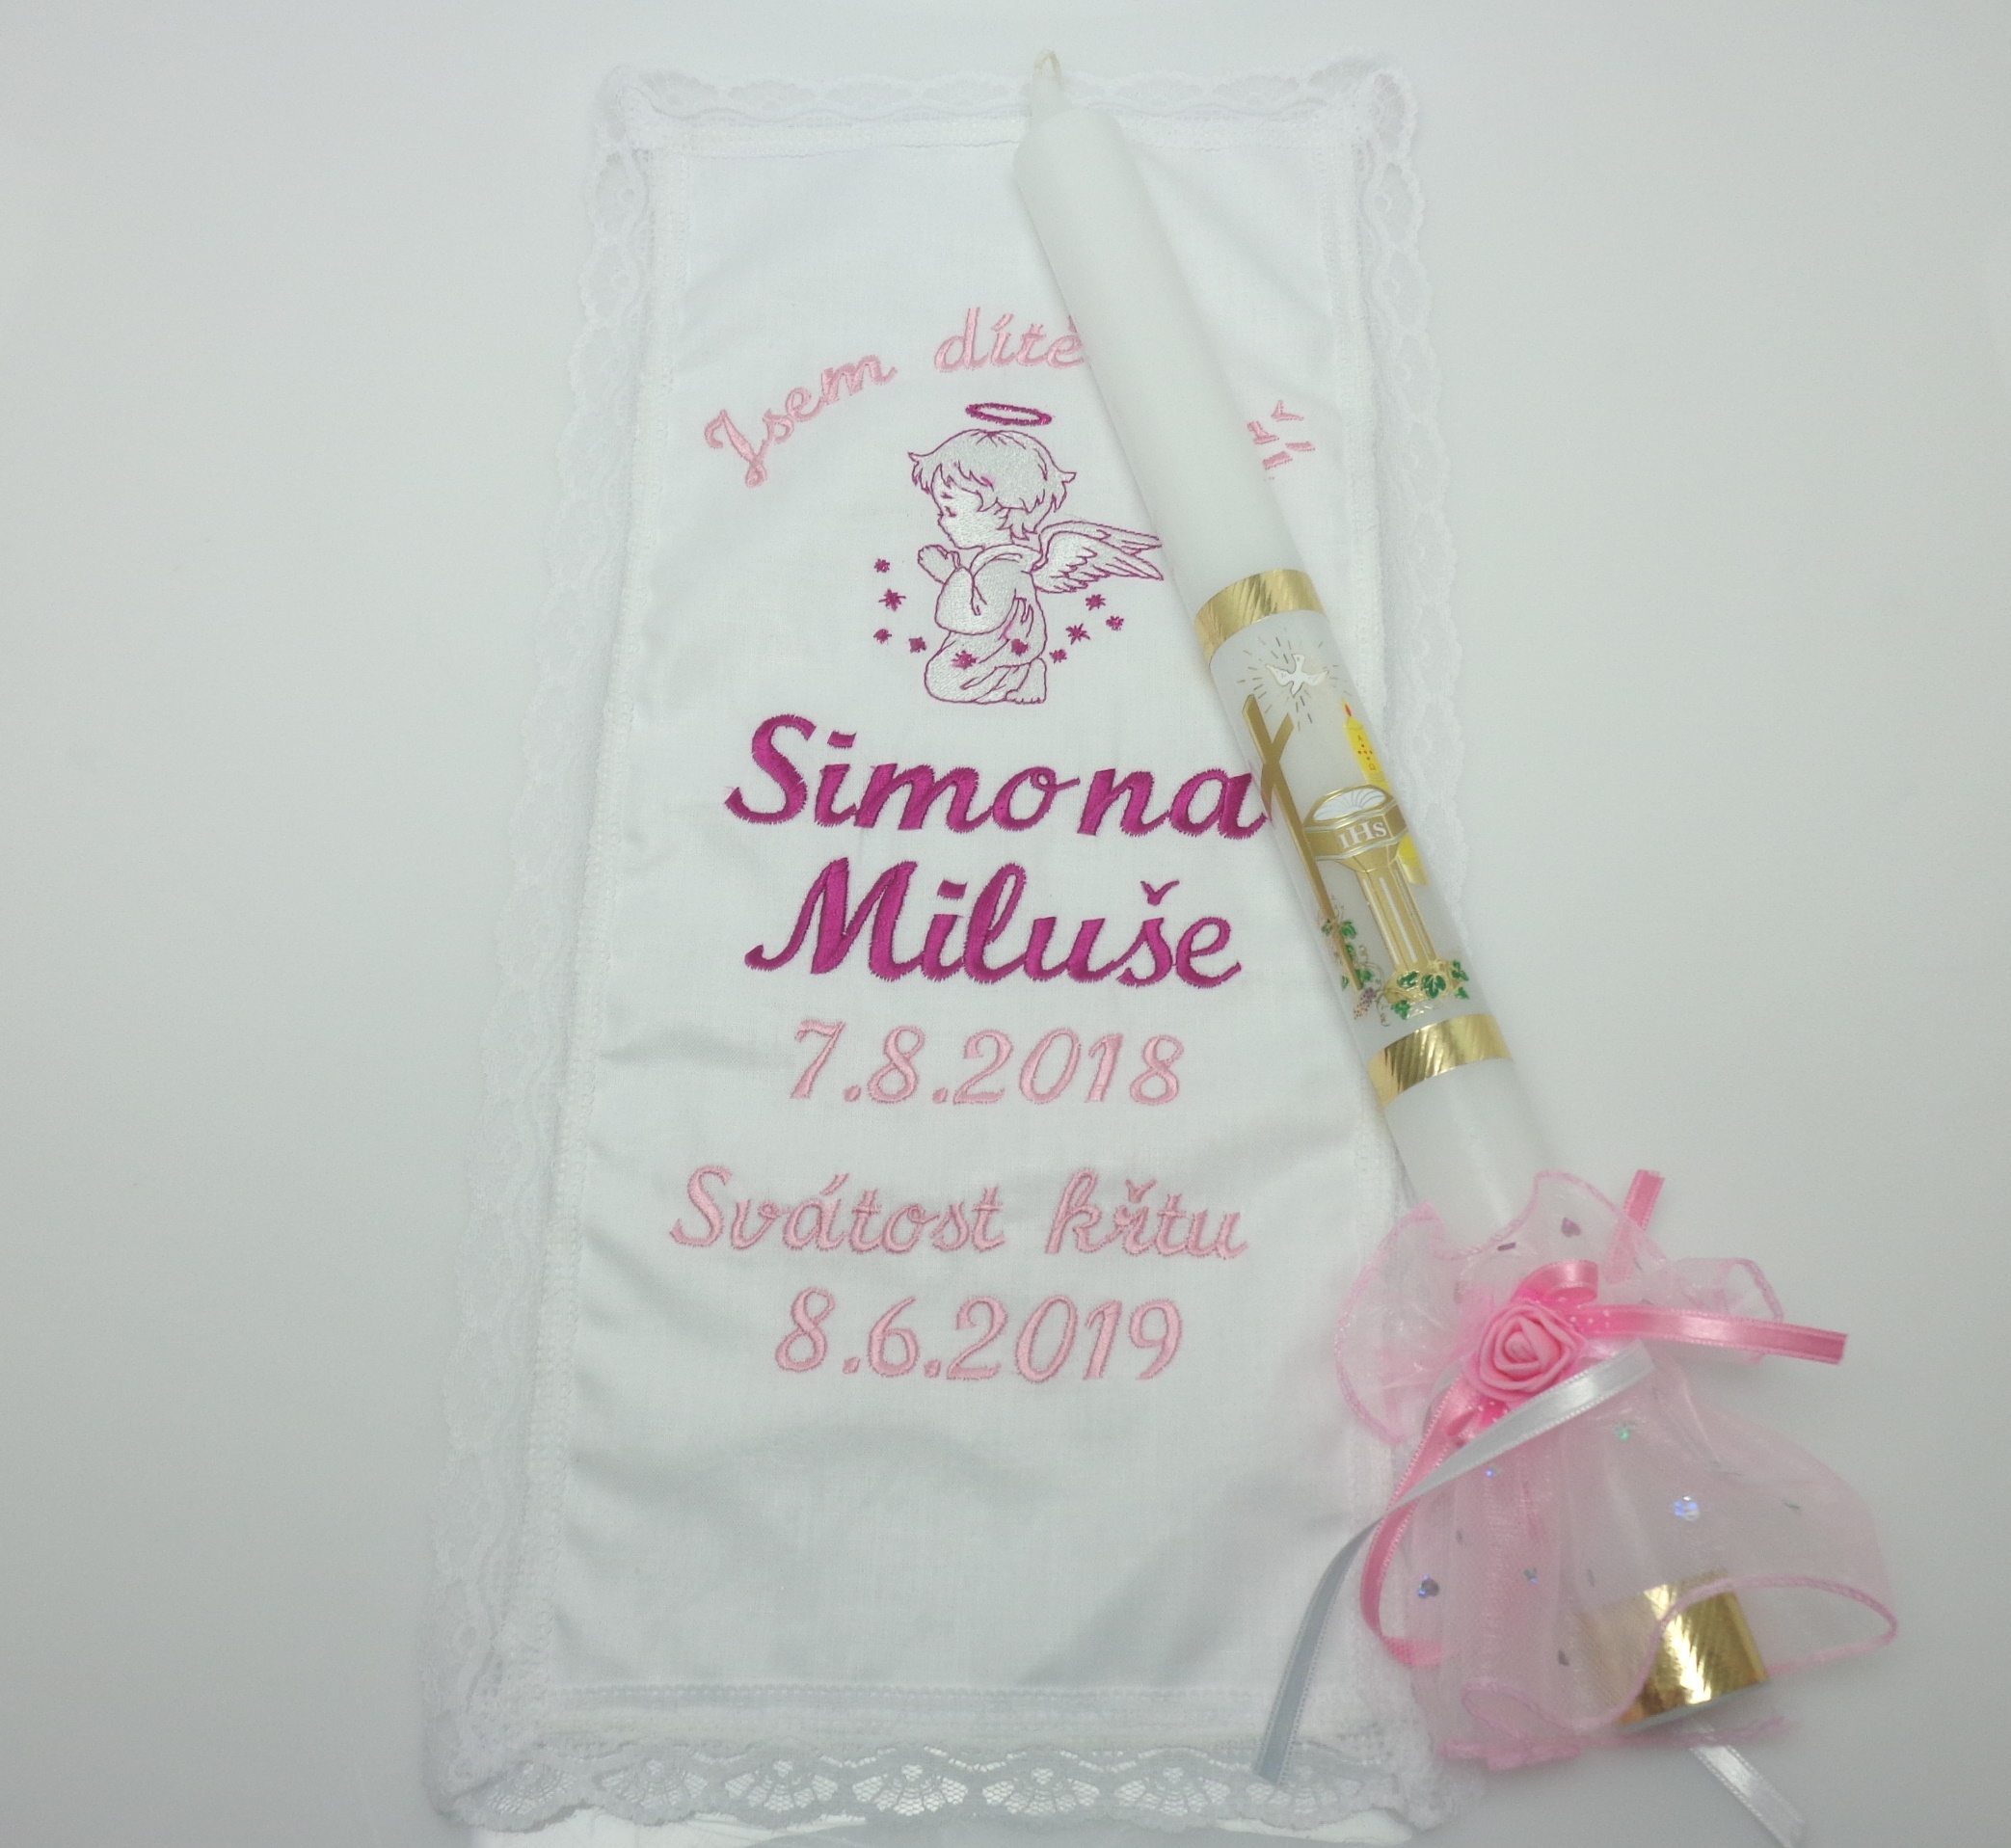 Jsem dítě
Simona
Miluše
7.8.2018
Svátost křtu
8.6.2019
IHS